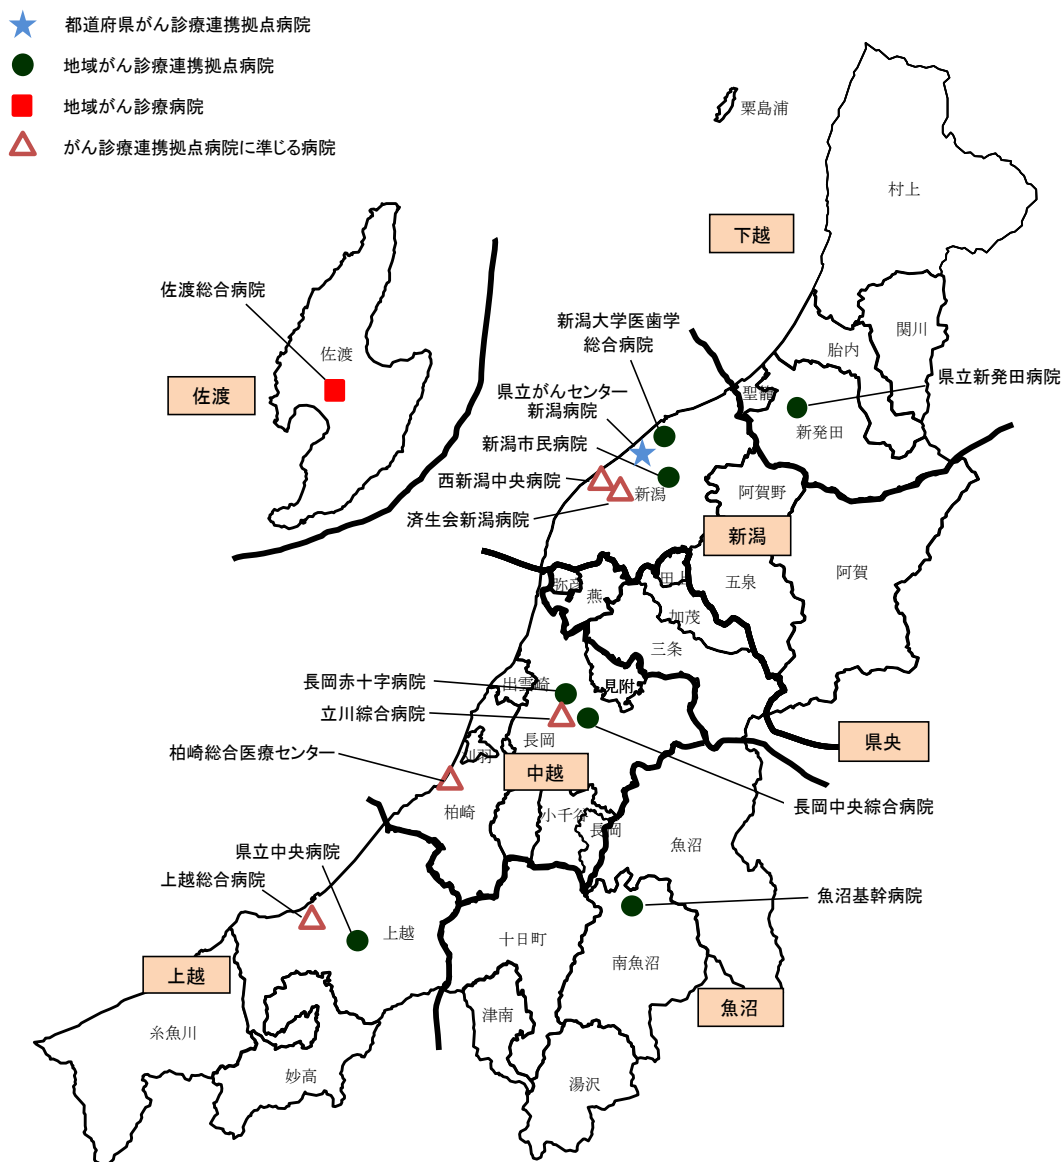 都道府県がん診療連携拠点病院
地域がん診療連携拠点病院
地域がん診療病院
がん診療連携拠点病院に準じる病院
粟島浦
村上
下越
佐渡総合病院
新潟大学医歯学
総合病院
関川
佐渡
胎内
県立新発田病院
佐渡
県立がんセンター
新潟病院
聖籠
新発田
新潟市民病院
西新潟中央病院
新潟
阿賀野
済生会新潟病院
新潟
阿賀
弥彦
燕
田上
五泉
加茂
三条
長岡赤十字病院
出雲崎
見附
立川綜合病院
長岡
県央
柏崎総合医療センター
刈羽
中越
長岡中央綜合病院
柏崎
小千谷
長岡
魚沼
県立中央病院
上越総合病院
魚沼基幹病院
上越
十日町
南魚沼
上越
魚沼
糸魚川
津南
妙高
湯沢